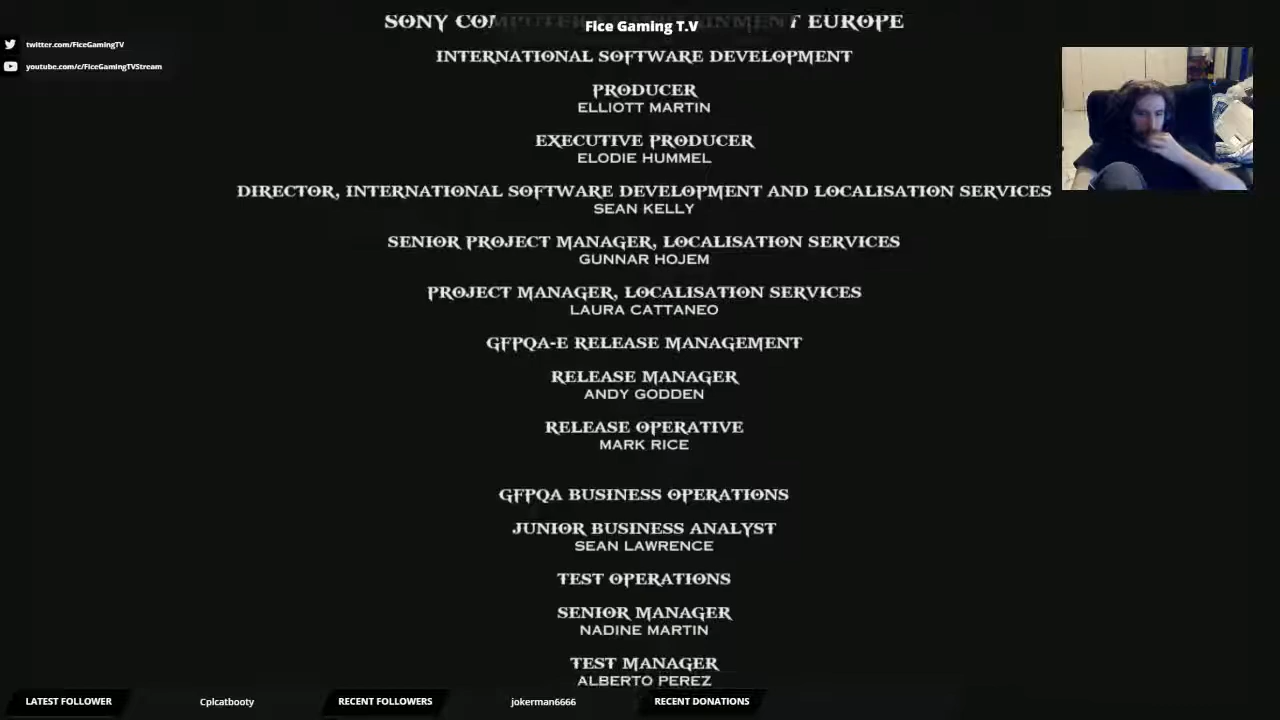 SONY COMPUTER ENTERTAINMENT EUROPE
Fice Gaming T.V
twitter.com/FiceGamingTV
youtube.com/c/FiceGamingTVStream
INTERNATIONAL SOFTWARE DEVELOPMENT
PRODUCER
ELLIOTT MARTIN
EXECUTIVE PRODUCER
ELODIE HUMMEL
DIRECTOR, INTERNATIONAL SOFTWARE DEVELOPMENT AND LOCALISATION SERVICES
SEAN KELLY
SENIOR PROJECT MANAGER, LOCALISATION SERVICES
GUNNAR HOJEM
PROJECT MANAGER, LOCALISATION SERVICES
LAURA CATTANEO
GFPQA-E RELEASE MANAGEMENT
RELEASE MANAGER
ANDY GODDEN
RELEASE OPERATIVE
MARK RICE
GFPQA BUSINESS OPERATIONS
JUNIOR BUSINESS ANALYST
SEAN LAWRENCE
TEST OPERATIONS
SENIOR MANAGER
NADINE MARTIN
TEST MANAGER
ALBERTO PEREZ
LATEST FOLLOWER
Cplcatbooty
RECENT FOLLOWERS
jokerman6666
RECENT DONATIONS